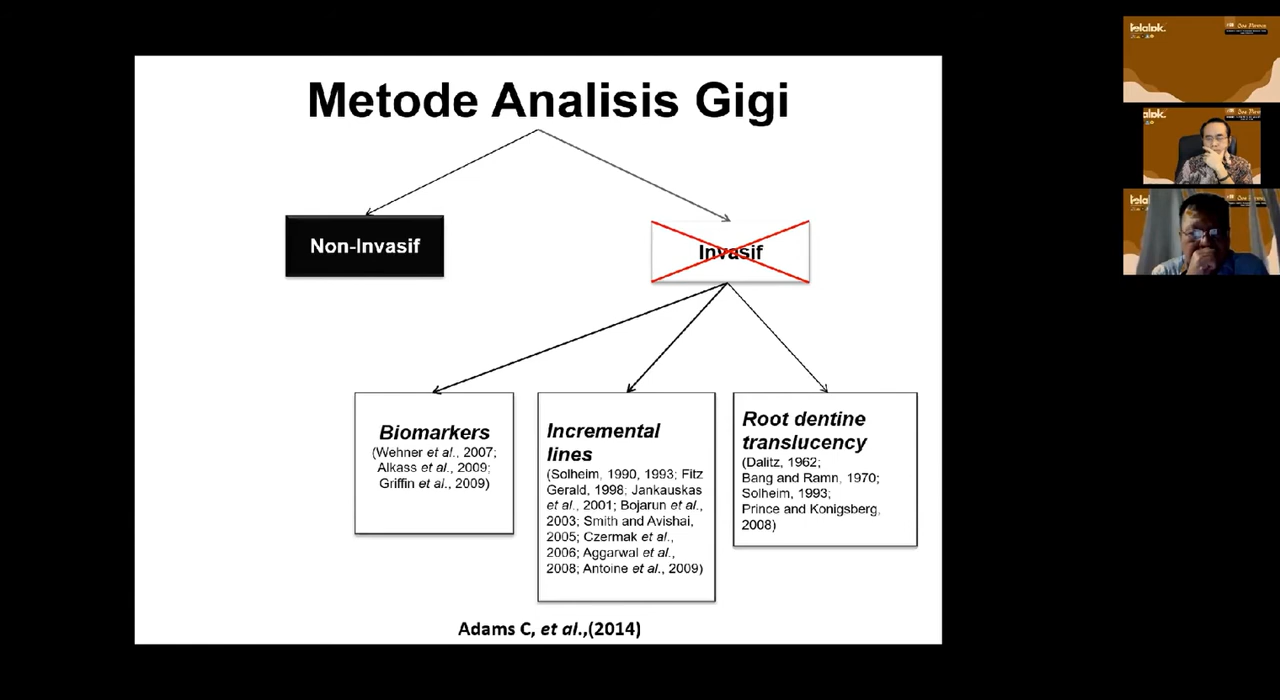 Metode Analisis Gigi
Non-Invasif
Invasif
Biomarkers
(Wehner et al., 2007;
Alkass et al., 2009;
Griffin et al., 2009)
Incremental
lines
(Solheim, 1990, 1993; Fitz
Gerald, 1998; Jankauskas
et al., 2001; Bojarun et al.,
2003; Smith and Avishai,
2005; Czermak et al.,
2006; Aggarwal et al.,
2008; Antoine et al., 2009)
Root dentine
translucency
(Dalitz, 1962;
Bang and Ramn, 1970;
Solheim, 1993;
Prince and Konigsberg,
2008)
Adams C, et al.,(2014)